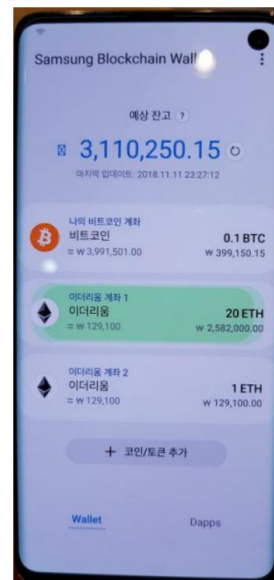 Samsung Blockchain Wall
예상 잔고 ?
₩ 3,110,250.15
마지막 업데이트: 2018.11.11 23:27:12
나의 비트코인 계좌
비트코인
0.1 BTC
≈ ₩ 3,991,501.00
₩ 399,150.15
이더리움 계좌 1
이더리움
20 ETH
≈ ₩ 129,100
₩ 2,582,000.00
이더리움 계좌 2
이더리움
1 ETH
≈ ₩ 129,100
₩ 129,100.00
+ 코인/토큰 추가
Wallet
Dapps